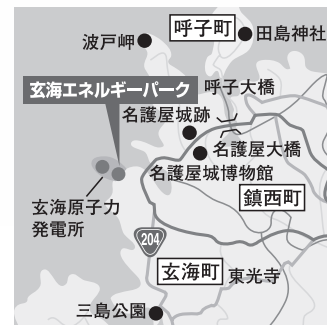 呼子町
波戸岬
田島神社
玄海エネルギーパーク
呼子大橋
名護屋城跡
名護屋大橋
名護屋城博物館
鎮西町
玄海原子力
発電所
204
玄海町
東光寺
三島公園